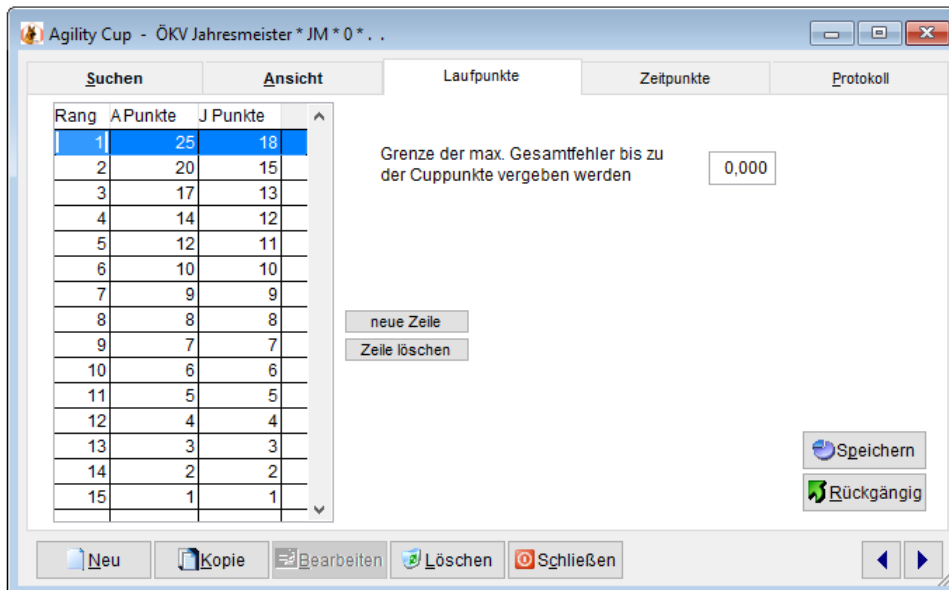 Agility Cup - ÖKV Jahresmeister * JM * 0 * . .
Suchen Ansicht Laufpunkte Zeitpunkte Protokoll
Rang A Punkte J Punkte
1 25 18
2 20 15
3 17 13
4 14 12
5 12 11
6 10 10
7 9 9
8 8 8
9 7 7
10 6 6
11 5 5
12 4 4
13 3 3
14 2 2
15 1 1
Grenze der max. Gesamtfehler bis zu
der Cuppunkte vergeben werden
0,000
neue Zeile
Zeile löschen
Speichern
Rückgängig
Neu Kopie Bearbeiten Löschen Schließen